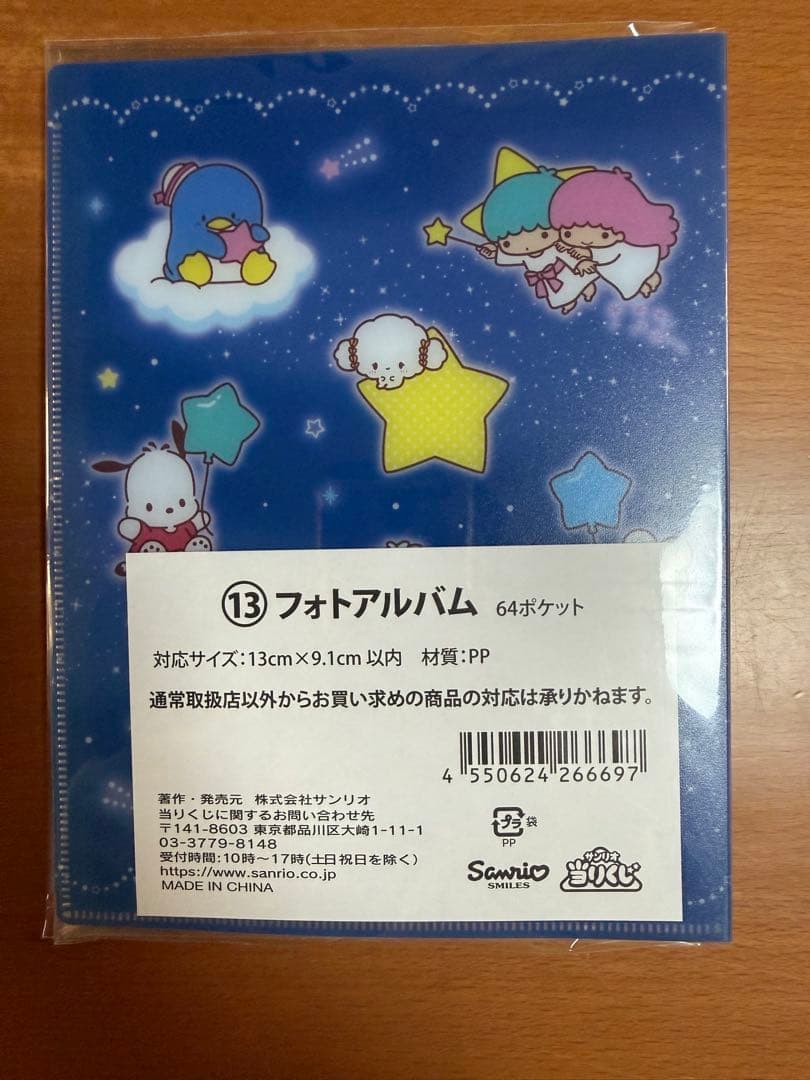 ⑬フォトアルバム 64ポケット
対応サイズ:13cm×9.1cm 以内 材質:PP
通常取扱店以外からお買い求めの商品の対応は承りかねます。
4 550624 266697
著作・発売元 株式会社サンリオ
当りくじに関するお問い合わせ先
〒141-8603 東京都品川区大崎1-11-1
03-3779-8148
受付時間:10時〜17時(土日祝日を除く)
https://www.sanrio.co.jp
MADE IN CHINA
プラ 袋
PP
Sanrio
SMILES
サンリオ
当りくじ